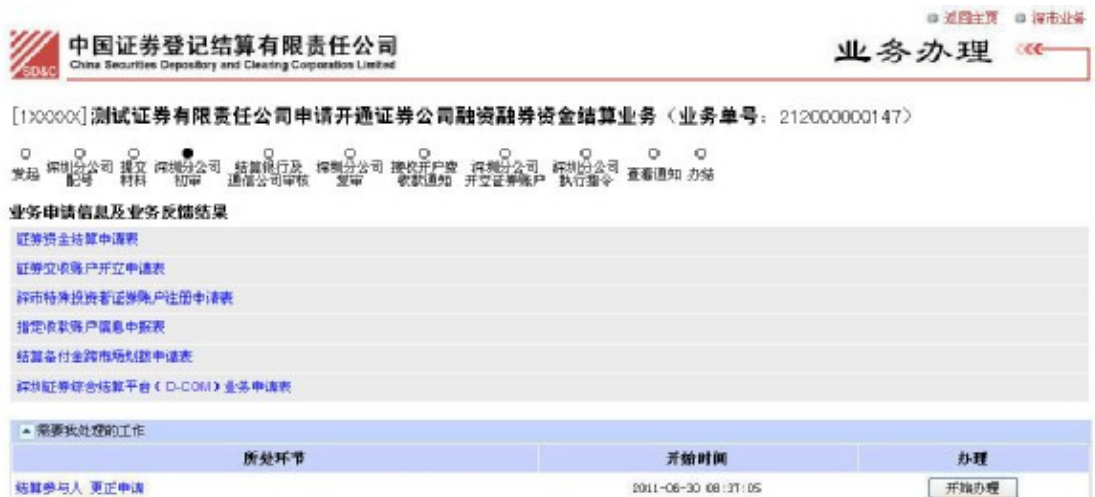 返回主页 深市业务
中国证券登记结算有限责任公司
China Securities Depository and Clearing Corporation Limited
SD&C
业务办理
[1XXXXX]测试证券有限责任公司申请开通证券公司融资融券资金结算业务（业务单号：212000000147）
发起 深圳分公司配号 提交材料 深圳分公司初审 结算银行及通信公司审核 深圳分公司复审 接收开户查收款通知 深圳分公司开立证券账户 深圳分公司执行指令 查看通知 办结
业务申请信息及业务反馈结果
证券资金结算申请表
证券交收账户开立申请表
深市特殊投资者证券账户注册申请表
指定收款账户信息申报表
结算备付金跨市场划拨申请表
深圳证券综合结算平台（D-COM）业务申请表
需要我处理的工作
所处环节 开始时间 办理
结算参与人 更正申请 2011-06-30 08:37:05 开始办理